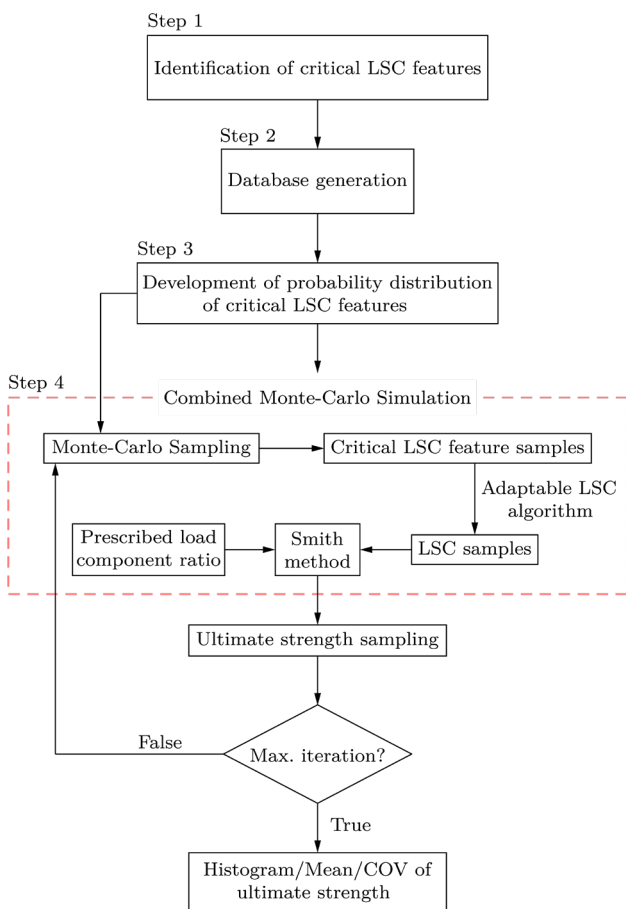 Step 1
Identification of critical LSC features
Step 2
Database generation
Step 3
Development of probability distribution
of critical LSC features
Step 4
Combined Monte-Carlo Simulation
Monte-Carlo Sampling
Critical LSC feature samples
Adaptable LSC
algorithm
Prescribed load
component ratio
Smith
method
LSC samples
Ultimate strength sampling
False
Max. iteration?
True
Histogram/Mean/COV of
ultimate strength